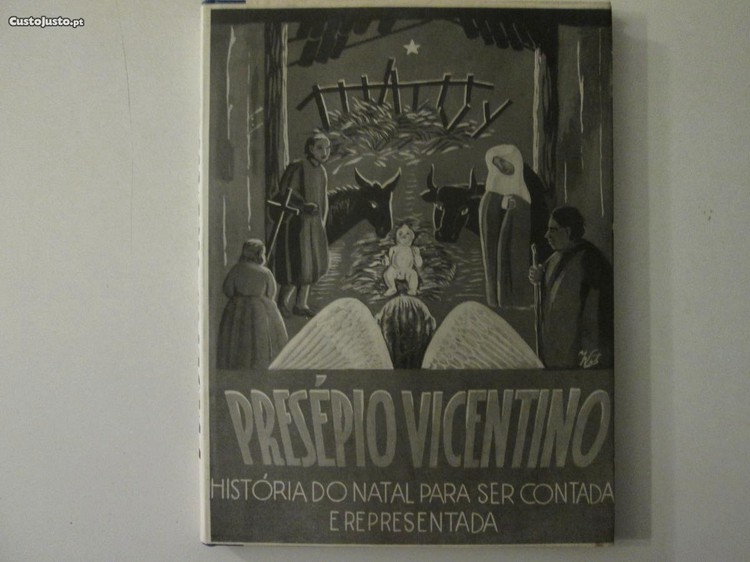 CustoJusto.pt
PRESÉPIO VICENTINO
HISTÓRIA DO NATAL PARA SER CONTADA
E REPRESENTADA